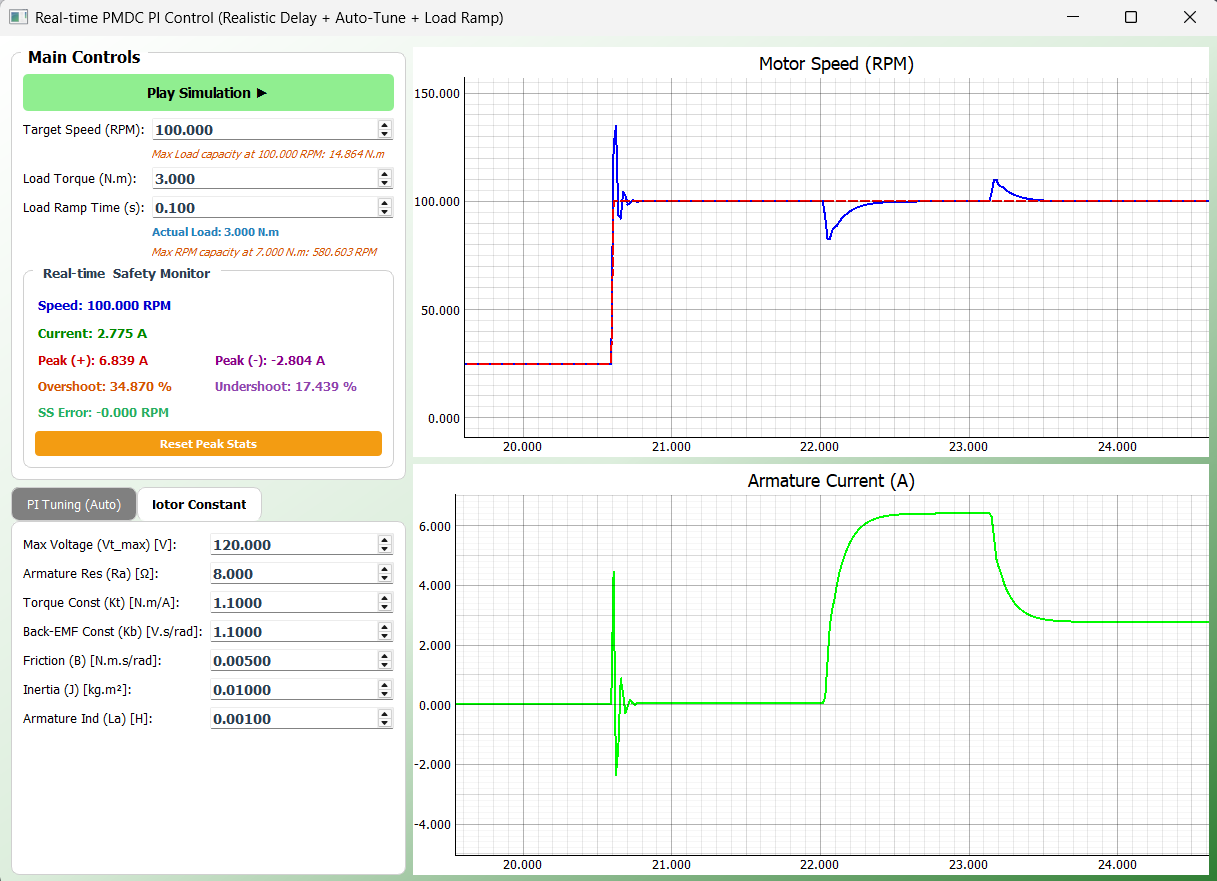 Real-time PMDC PI Control (Realistic Delay + Auto-Tune + Load Ramp)
Main Controls
Play Simulation ►
Target Speed (RPM): 100.000
Max Load capacity at 100.000 RPM: 14.864 N.m
Load Torque (N.m): 3.000
Load Ramp Time (s): 0.100
Actual Load: 3.000 N.m
Max RPM capacity at 7.000 N.m: 580.603 RPM
Real-time Safety Monitor
Speed: 100.000 RPM
Current: 2.775 A
Peak (+): 6.839 A Peak (-): -2.804 A
Overshoot: 34.870 % Undershoot: 17.439 %
SS Error: -0.000 RPM
Reset Peak Stats
PI Tuning (Auto) lotor Constant
Max Voltage (Vt_max) [V]: 120.000
Armature Res (Ra) [Ω]: 8.000
Torque Const (Kt) [N.m/A]: 1.1000
Back-EMF Const (Kb) [V.s/rad]: 1.1000
Friction (B) [N.m.s/rad]: 0.00500
Inertia (J) [kg.m²]: 0.01000
Armature Ind (La) [H]: 0.00100
Motor Speed (RPM)
150.000
100.000
50.000
0.000
20.000 21.000 22.000 23.000 24.000
Armature Current (A)
6.000
4.000
2.000
0.000
-2.000
-4.000
20.000 21.000 22.000 23.000 24.000